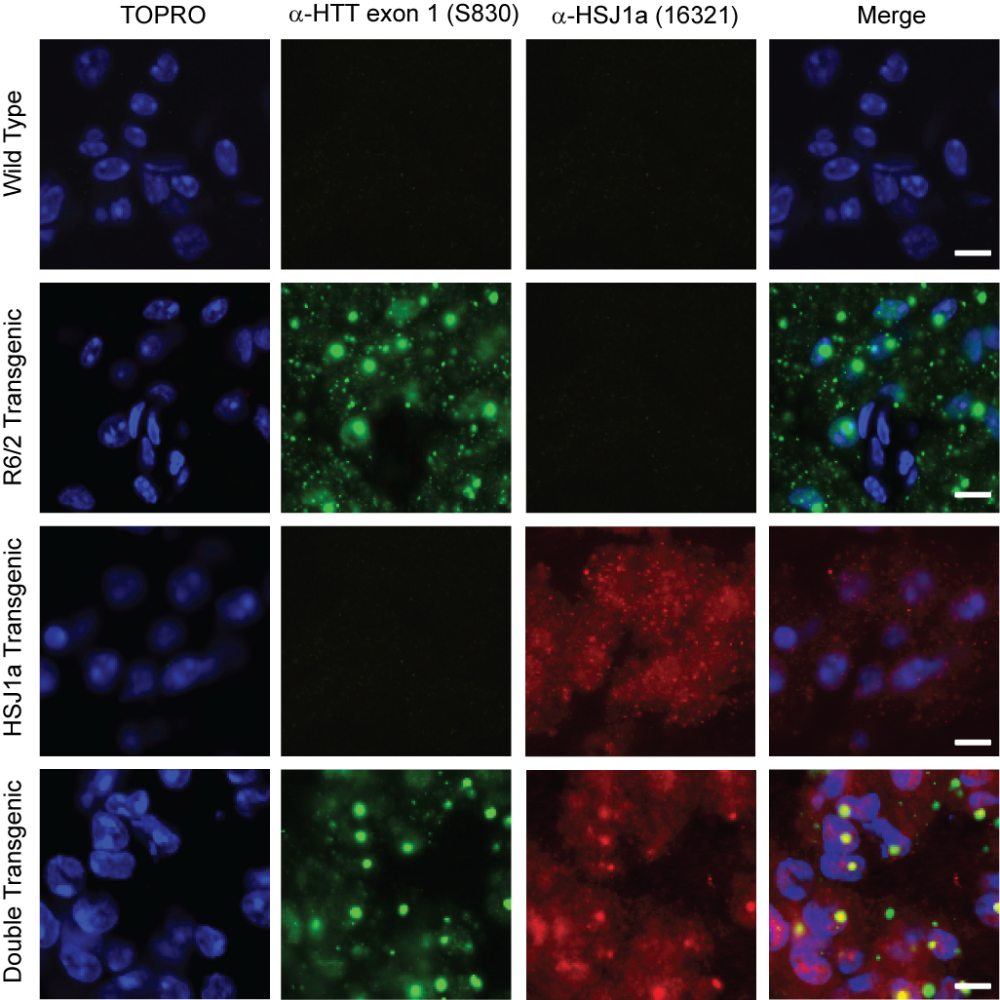 TOPRO
α-HTT exon 1 (S830)
α-HSJ1a (16321)
Merge
Wild Type
R6/2 Transgenic
HSJ1a Transgenic
Double Transgenic